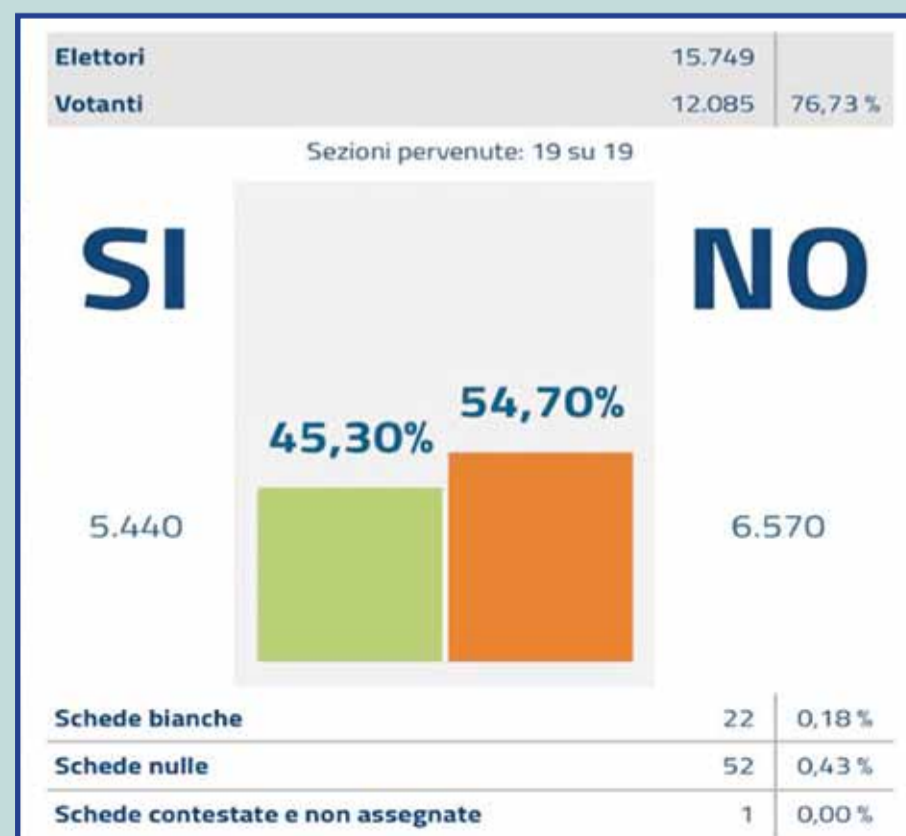 Elettori 15.749
Votanti 12.085 76,73 %
Sezioni pervenute: 19 su 19
SI NO
54,70%
45,30%
5.440 6.570
Schede bianche 22 0,18 %
Schede nulle 52 0,43 %
Schede contestate e non assegnate 1 0,00 %